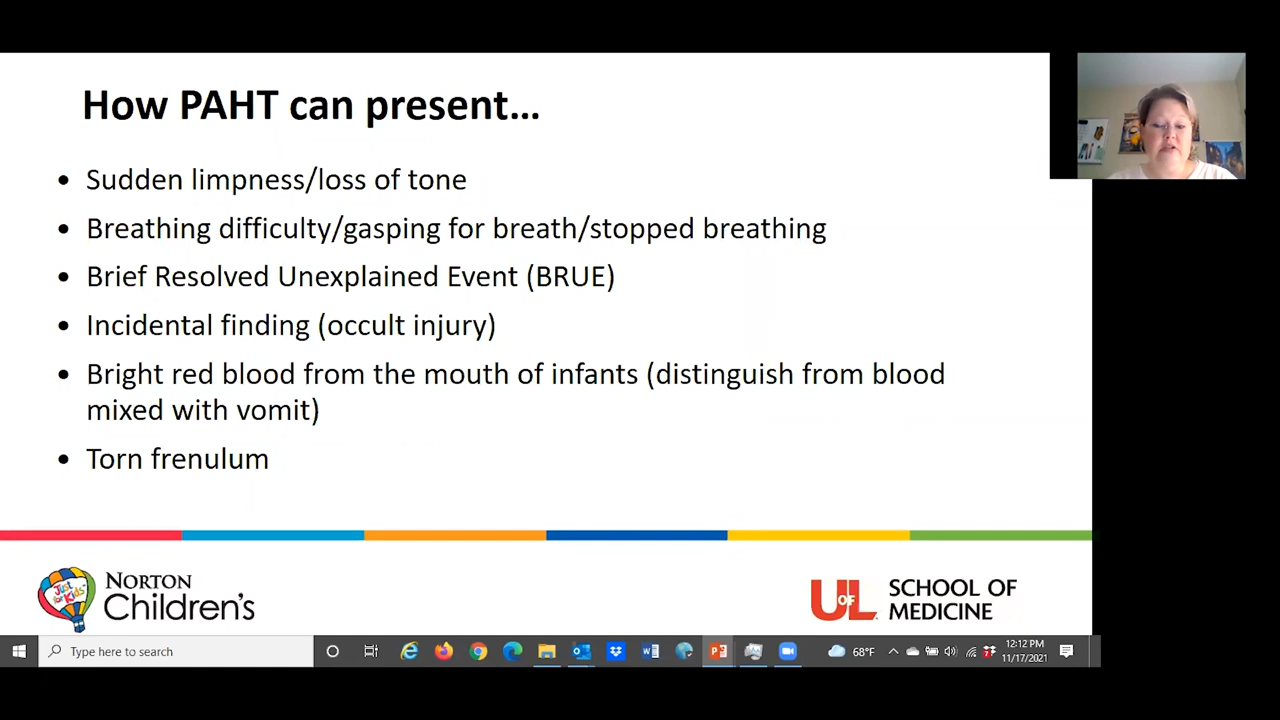 How PAHT can present...
• Sudden limpness/loss of tone
• Breathing difficulty/gasping for breath/stopped breathing
• Brief Resolved Unexplained Event (BRUE)
• Incidental finding (occult injury)
• Bright red blood from the mouth of infants (distinguish from blood
mixed with vomit)
• Torn frenulum
Just for Kids
NORTON
Children's
UofL
SCHOOL OF
MEDICINE
Type here to search
68°F
12:12 PM
11/17/2021